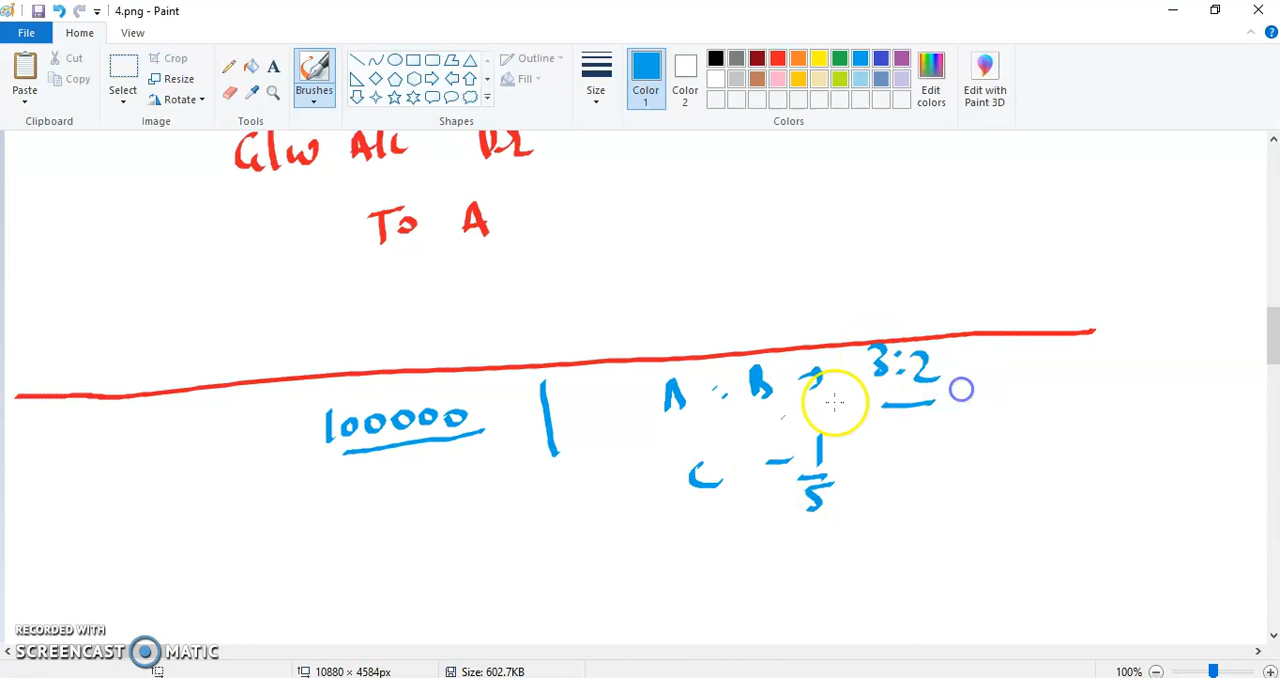 4.png - Paint
File Home View
Paste Cut Copy Select Crop Resize Rotate A Brushes Outline Fill Size Color 1 Color 2 Edit colors Edit with Paint 3D
Clipboard Image Tools Shapes Colors
G/w A/c Dr
To A
100000
A : B 3:2
C - 1/5
RECORDED WITH
SCREENCAST MATIC
10880 × 4584px Size: 602.7KB 100%